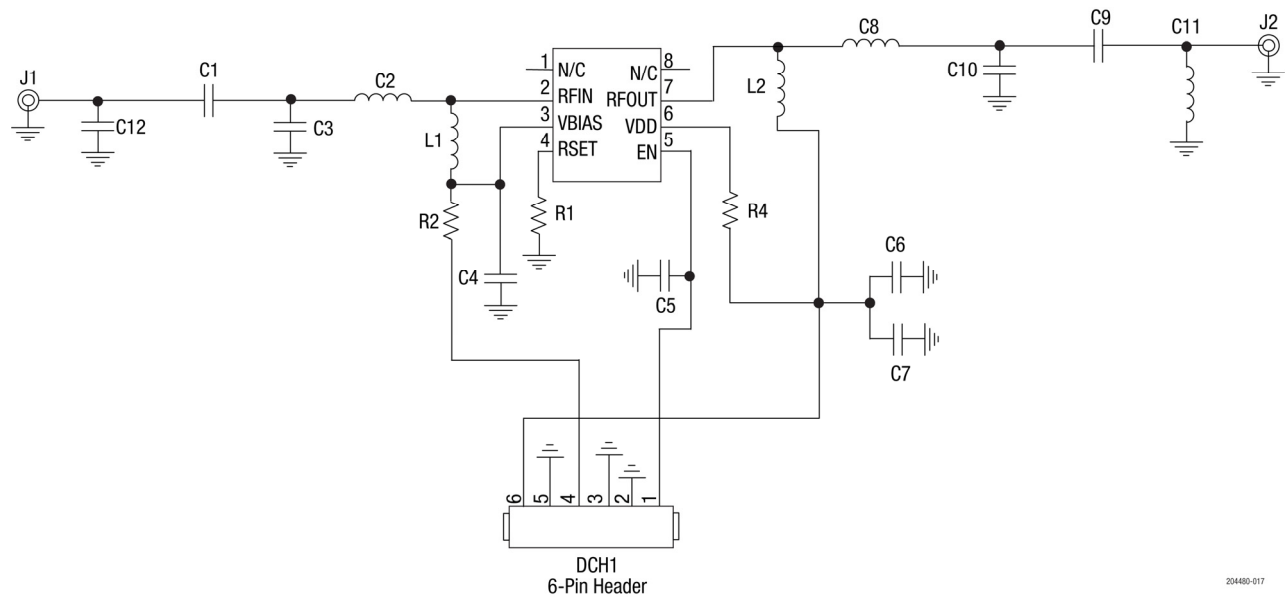 J1
C12
C1
C3
C2
L1
R2
C4
R1
1
2
3
4
N/C
RFIN
VBIAS
RSET
N/C
RFOUT
VDD
EN
8
7
6
5
C5
R4
L2
C8
C10
C9
C11
J2
C6
C7
6
5
4
3
2
1
DCH1
6-Pin Header
204480-017